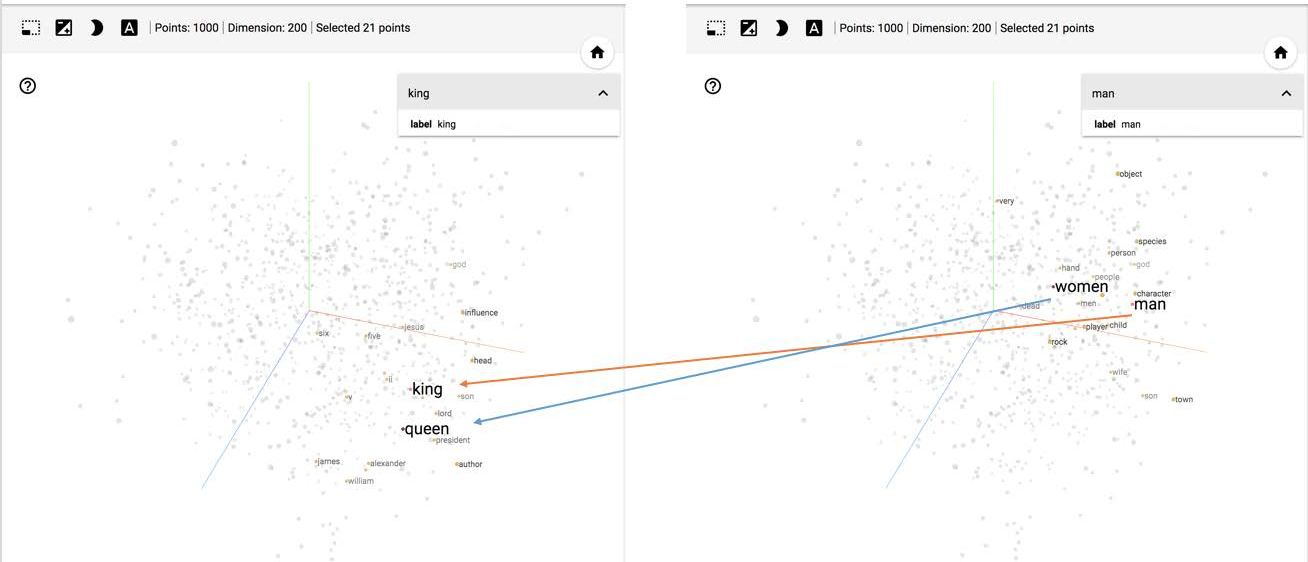 A
Points: 1000 | Dimension: 200 | Selected 21 points
king
label king
god
influence
jesus
six
five
head
ii
king
son
v
lord
queen
president
james
alexander
author
william
A
Points: 1000 | Dimension: 200 | Selected 21 points
man
label man
object
very
species
person
god
hand
people
women
character
dead
men
man
player
child
rock
wife
son
town